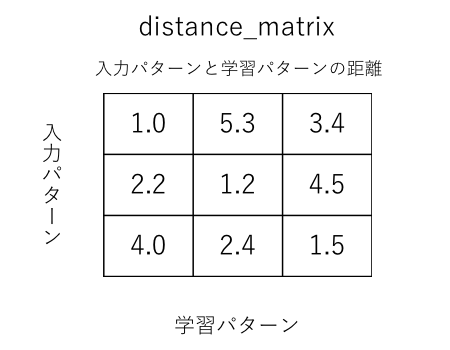 distance_matrix
入力パターンと学習パターンの距離
入力パターン
1.0 5.3 3.4
2.2 1.2 4.5
4.0 2.4 1.5
学習パターン